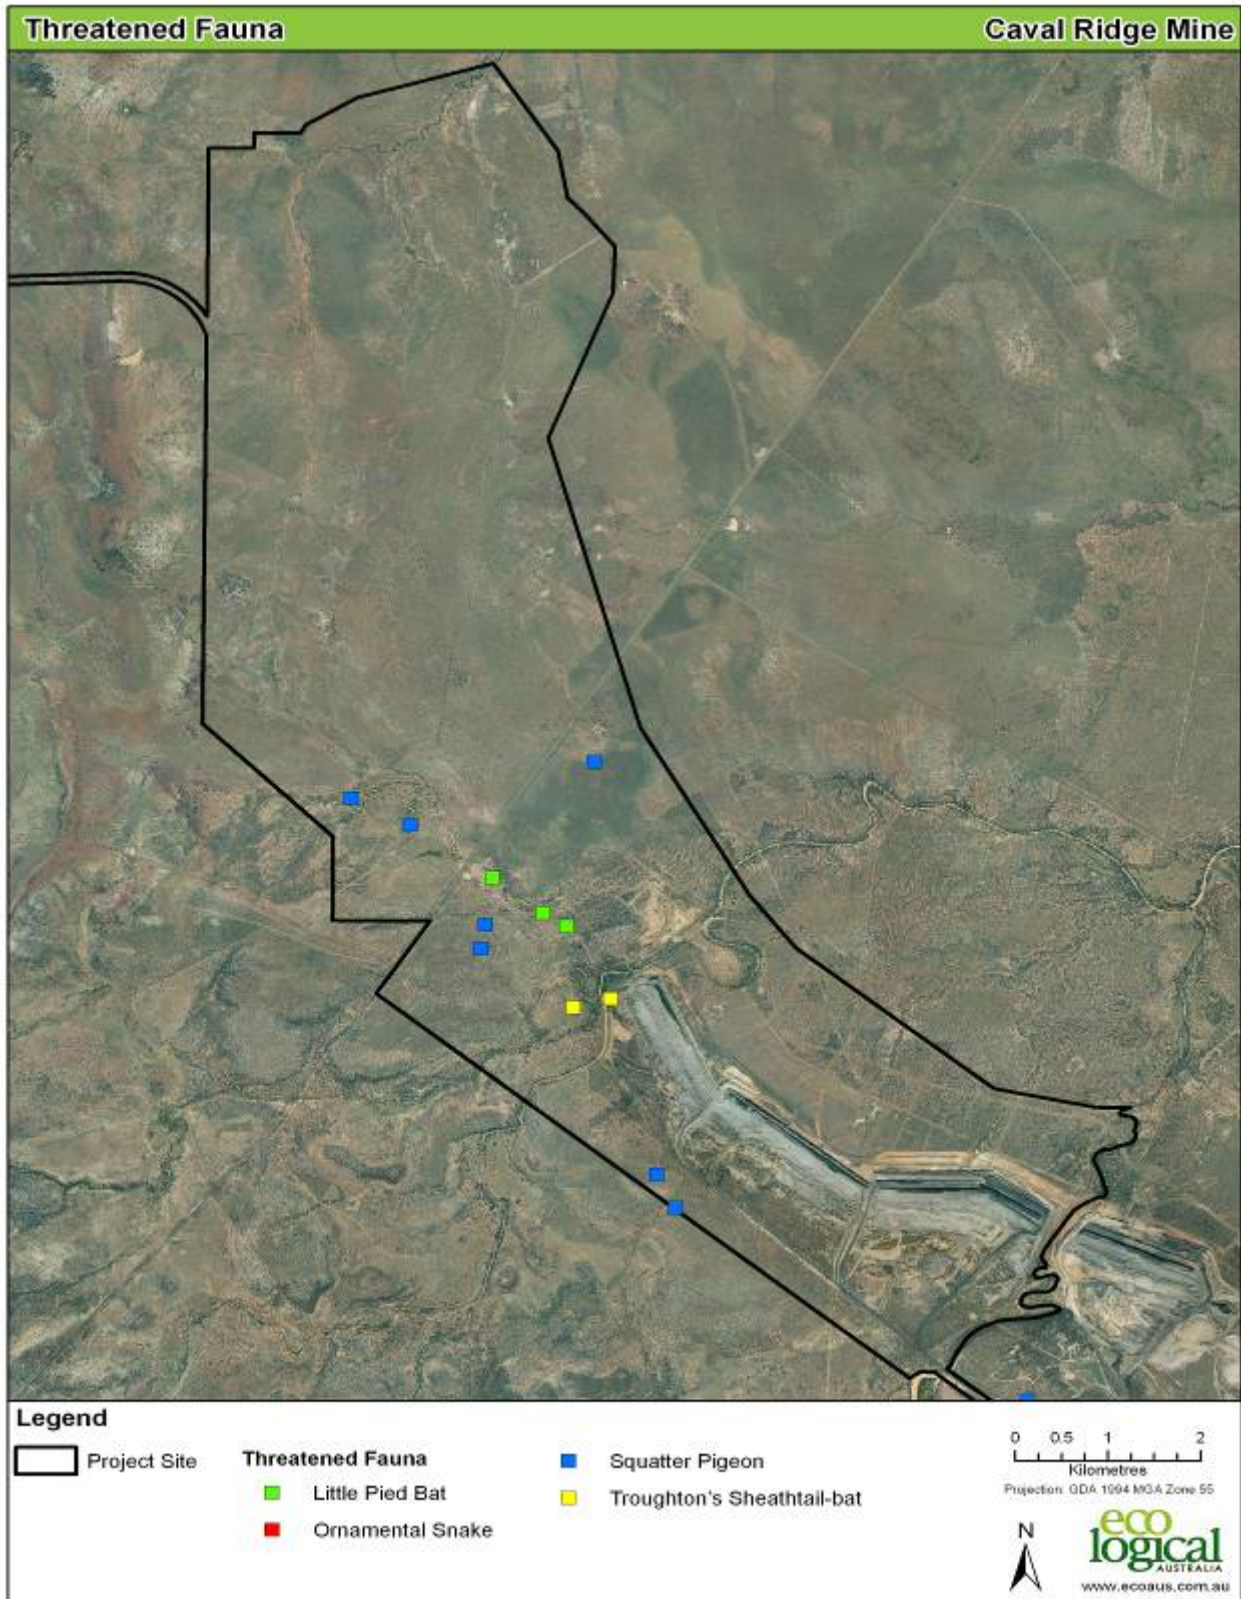 Threatened Fauna
Caval Ridge Mine
Legend
Project Site
Threatened Fauna
Little Pied Bat
Ornamental Snake
Squatter Pigeon
Troughton's Sheathtail-bat
0 0.5 1 2
Kilometres
Projection: GDA 1994 MGA Zone 55
N
eco
logical
AUSTRALIA
www.ecoaus.com.au